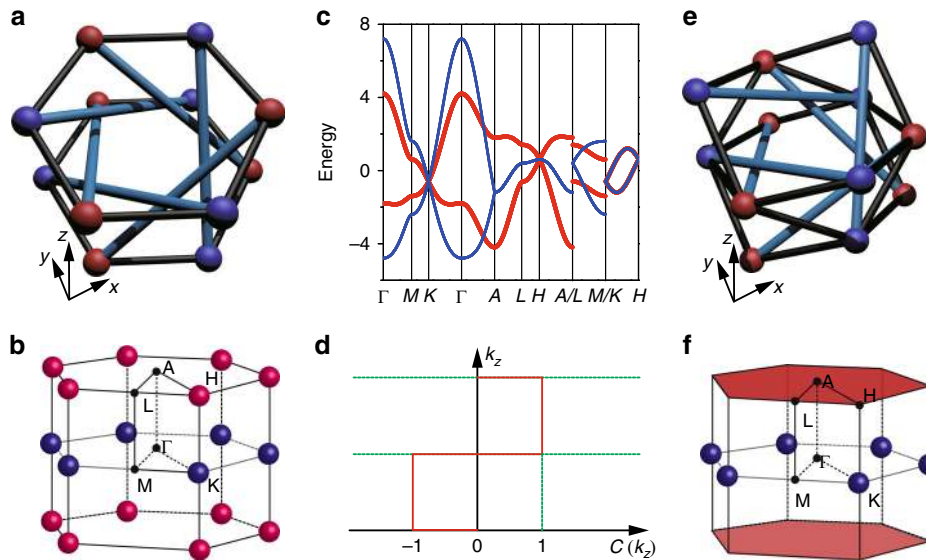 a
z
y
x
b
A
H
L
Γ
M
K
c
Energy
8
4
0
−4
Γ M K Γ A L H A/L M/K H
d
k_z
−1 0 1 C (k_z)
e
z
y
x
f
A
H
L
Γ
M
K